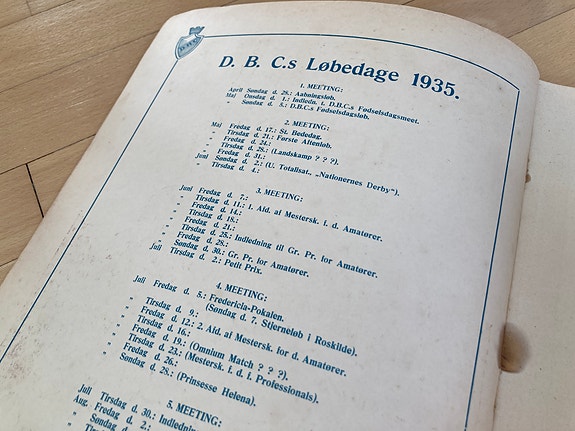 D. B. C.s Løbedage 1935.
1. MEETING:
April Søndag d. 28.: Aabningsløb.
Maj Onsdag d. 1.: Indledn. t. D.B.C.s Fødselsdagsmeet.
„ Søndag d. 5.: D.B.C.s Fødselsdagsløb.
2. MEETING:
Maj Fredag d. 17.: St. Bededag.
„ Tirsdag d. 21.: Første Aftenløb.
„ Fredag d. 24.:
„ Tirsdag d. 28.: (Landskamp ? ? ?).
„ Fredag d. 31.:
Juni Søndag d. 2.: (U. Totalisat., „Nationernes Derby“).
„ Tirsdag d. 4.:
3. MEETING:
Juni Fredag d. 7.:
„ Tirsdag d. 11.: 1. Afd. af Mestersk. f. d. Amatører.
„ Fredag d. 14.:
„ Tirsdag d. 18.:
„ Fredag d. 21.:
„ Tirsdag d. 25.: Indledning til Gr. Pr. for Amatører.
„ Fredag d. 28.:
„ Søndag d. 30.: Gr. Pr. for Amatører.
Juli Tirsdag d. 2.: Petit Prix.
4. MEETING:
Juli Fredag d. 5.: Fredericia-Pokalen.
(Søndag d. 7. Stjerneløb i Roskilde).
„ Tirsdag d. 9.:
„ Fredag d. 12.: 2. Afd. af Mestersk. for d. Amatører.
„ Tirsdag d. 16.:
„ Fredag d. 19.: (Omnium Match ? ? ?).
„ Tirsdag d. 23.: (Mestersk. f. d. f. Professionals).
„ Fredag d. 26.:
„ Søndag d. 28.: (Prinsesse Helena).
5. MEETING:
Juli Tirsdag d. 30.: Indledning
Aug. Fredag d. 2.:
„ Tirsdag d.